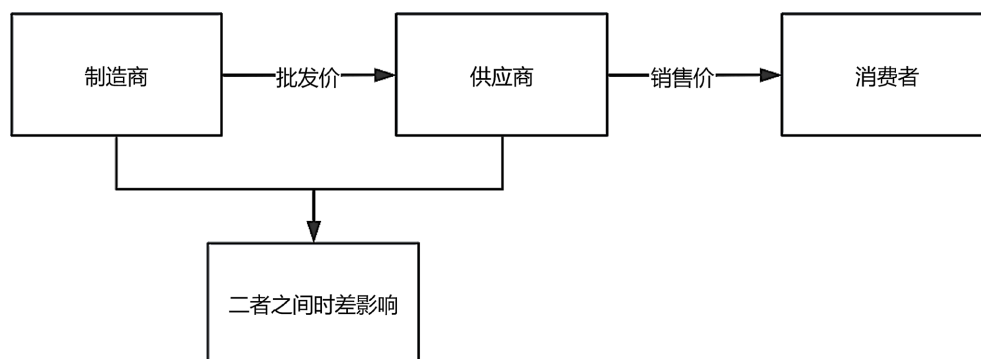 制造商
批发价
供应商
销售价
消费者
二者之间时差影响